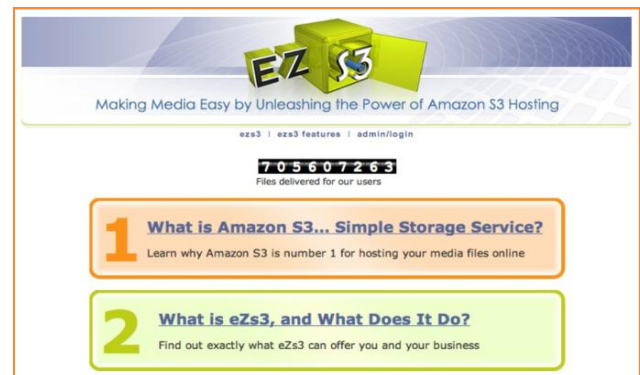 EZ S3
Making Media Easy by Unleashing the Power of Amazon S3 Hosting
ezs3 | ezs3 features | admin/login
705607263
Files delivered for our users
1 What is Amazon S3... Simple Storage Service?
Learn why Amazon S3 is number 1 for hosting your media files online
2 What is eZs3, and What Does It Do?
Find out exactly what eZs3 can offer you and your business